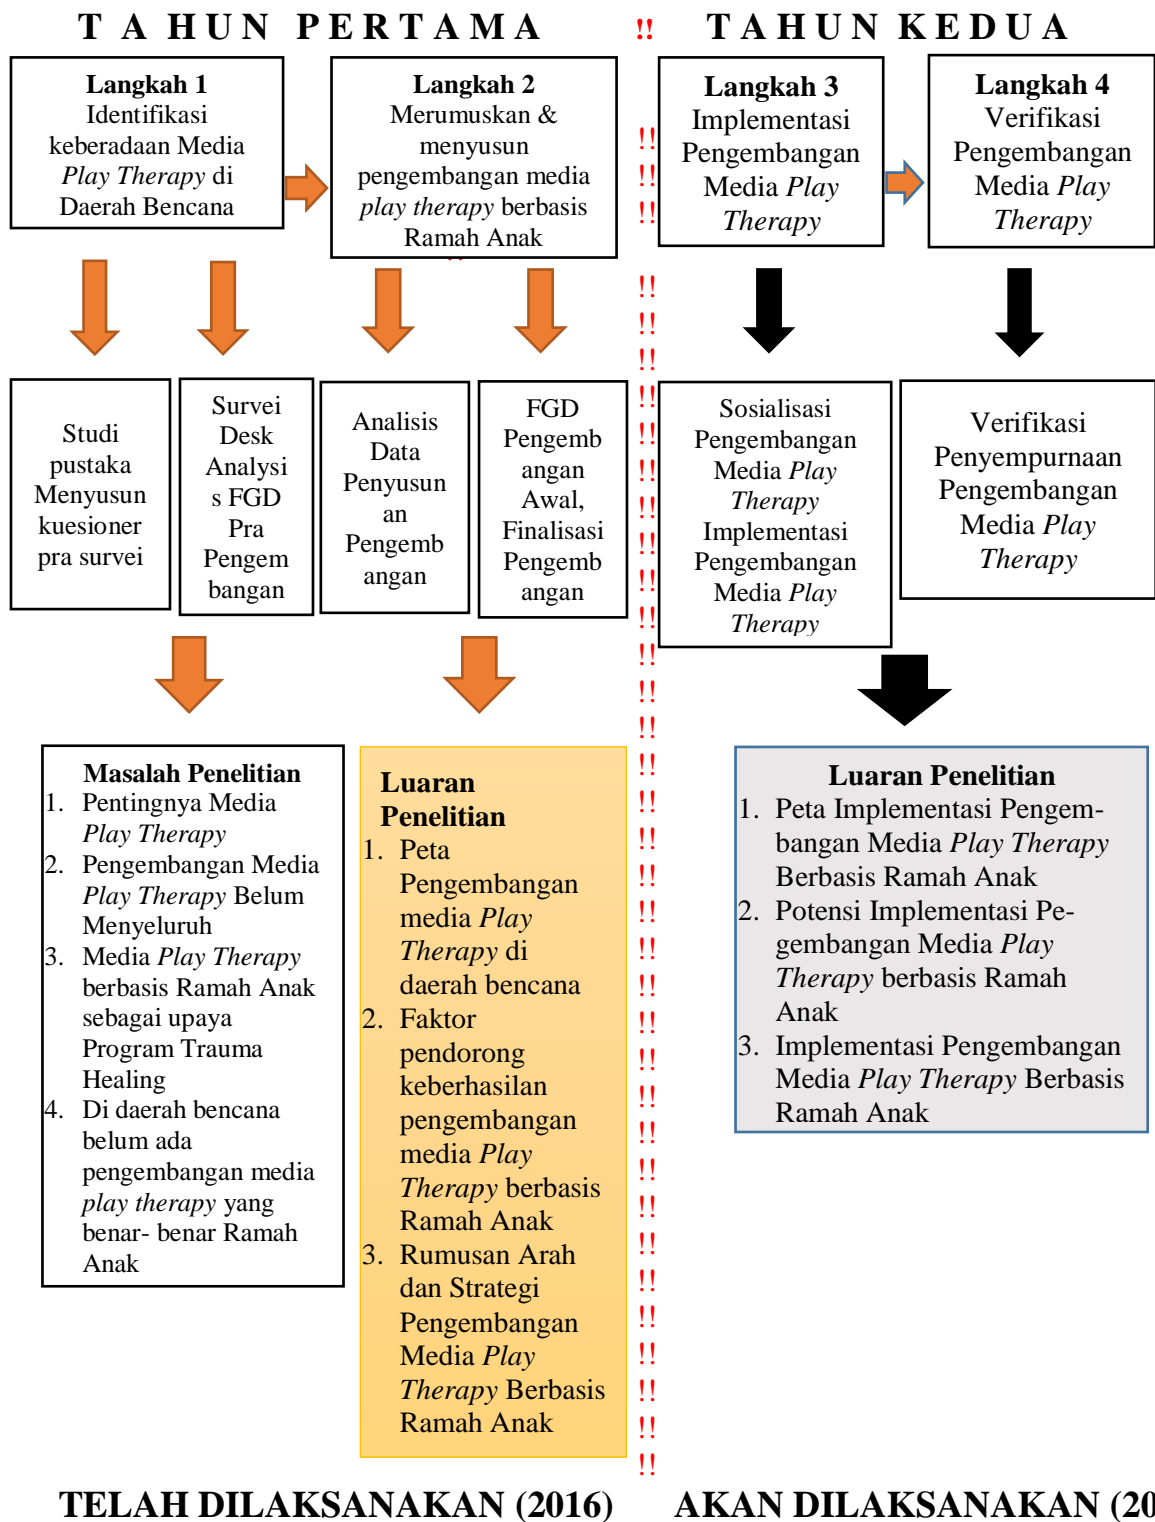 T A H U N P E R T A M A
!!
T A H U N K E D U A
Langkah 1
Identifikasi
keberadaan Media
Play Therapy di
Daerah Bencana
Langkah 2
Merumuskan &
menyusun
pengembangan media
play therapy berbasis
Ramah Anak
Langkah 3
Implementasi
Pengembangan
Media Play
Therapy
Langkah 4
Verifikasi
Pengembangan
Media Play
Therapy
Studi
pustaka
Menyusun
kuesioner
pra survei
Survei
Desk
Analysi
s FGD
Pra
Pengem
bangan
Analisis
Data
Penyusun
an
Pengemb
angan
FGD
Pengemb
angan
Awal,
Finalisasi
Pengemb
angan
Sosialisasi
Pengembangan
Media Play
Therapy
Implementasi
Pengembangan
Media Play
Therapy
Verifikasi
Penyempurnaan
Pengembangan
Media Play
Therapy
Masalah Penelitian
1. Pentingnya Media
Play Therapy
2. Pengembangan Media
Play Therapy Belum
Menyeluruh
3. Media Play Therapy
berbasis Ramah Anak
sebagai upaya
Program Trauma
Healing
4. Di daerah bencana
belum ada
pengembangan media
play therapy yang
benar- benar Ramah
Anak
Luaran
Penelitian
1. Peta
Pengembangan
media Play
Therapy di
daerah bencana
2. Faktor
pendorong
keberhasilan
pengembangan
media Play
Therapy berbasis
Ramah Anak
3. Rumusan Arah
dan Strategi
Pengembangan
Media Play
Therapy Berbasis
Ramah Anak
Luaran Penelitian
1. Peta Implementasi Pengem-
bangan Media Play Therapy
Berbasis Ramah Anak
2. Potensi Implementasi Pe-
gembangan Media Play
Therapy berbasis Ramah
Anak
3. Implementasi Pengembangan
Media Play Therapy Berbasis
Ramah Anak
TELAH DILAKSANAKAN (2016)
AKAN DILAKSANAKAN (20